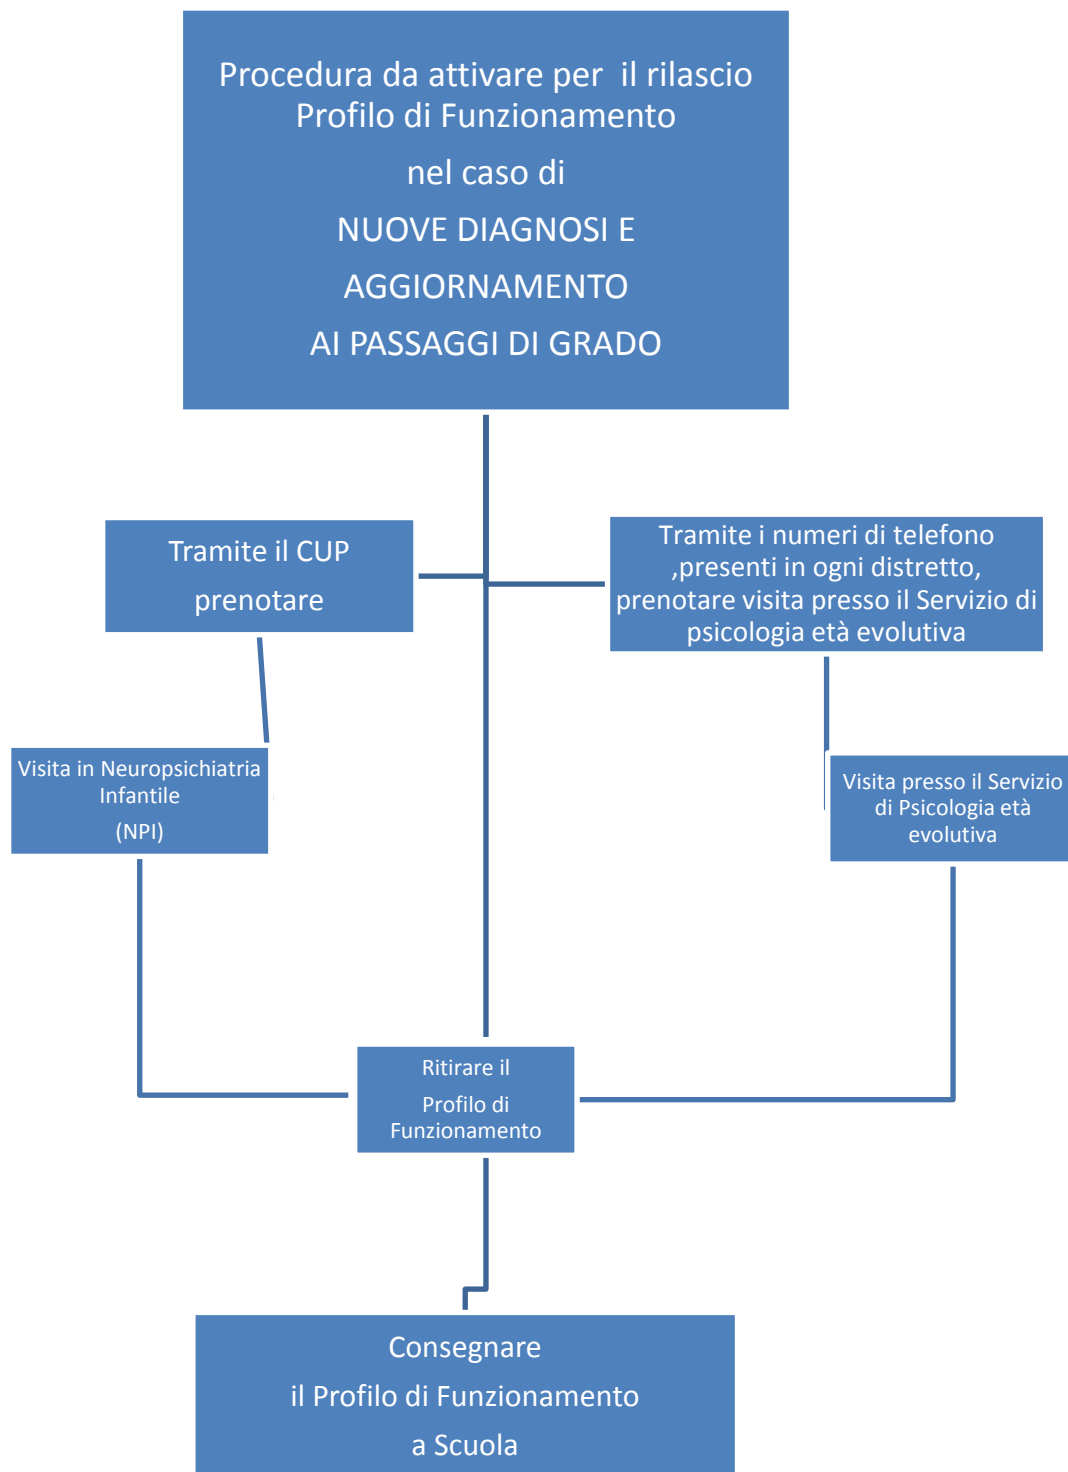 Procedura da attivare per il rilascio
Profilo di Funzionamento
nel caso di
NUOVE DIAGNOSI E
AGGIORNAMENTO
AI PASSAGGI DI GRADO
Tramite il CUP
prenotare
Tramite i numeri di telefono
,presenti in ogni distretto,
prenotare visita presso il Servizio di
psicologia età evolutiva
Visita in Neuropsichiatria
Infantile
(NPI)
Visita presso il Servizio
di Psicologia età
evolutiva
Ritirare il
Profilo di
Funzionamento
Consegnare
il Profilo di Funzionamento
a Scuola